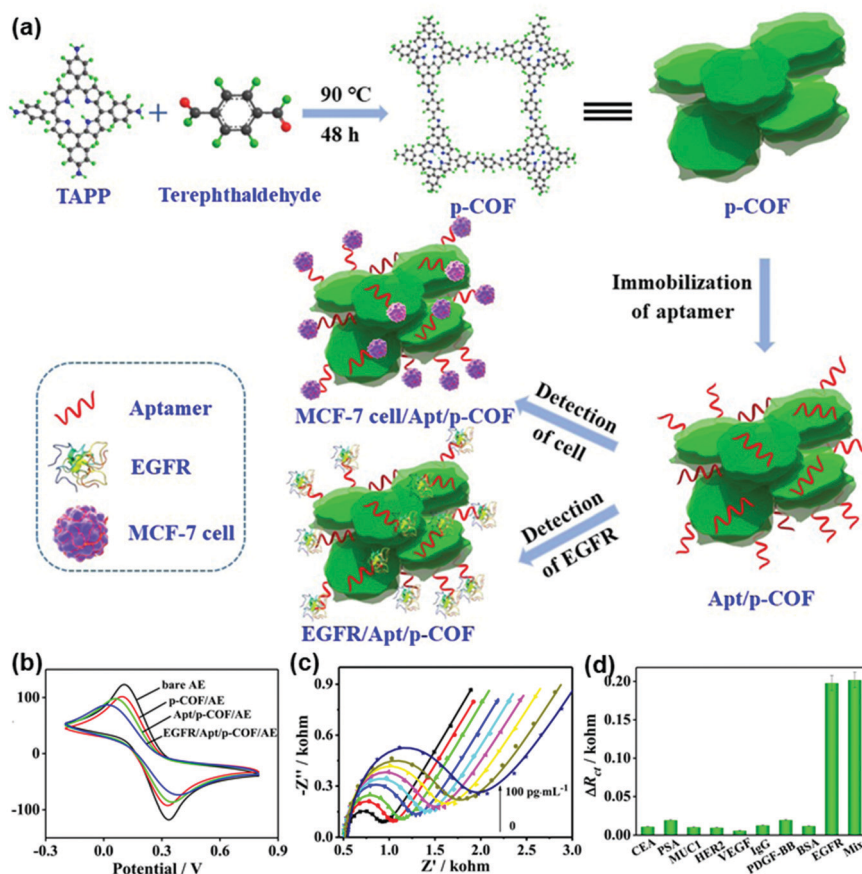 (a)
90 °C
48 h
TAPP
Terephthaldehyde
p-COF
p-COF
Immobilization
of aptamer
Aptamer
EGFR
MCF-7 cell
MCF-7 cell/Apt/p-COF
Detection
of cell
Detection
of EGFR
EGFR/Apt/p-COF
Apt/p-COF
(b)
100
0
-100
bare AE
p-COF/AE
Apt/p-COF/AE
EGFR/Apt/p-COF/AE
-0.3 0.0 0.3 0.6 0.9
Potential / V
(c)
-Z'' / kohm
0.9
0.6
0.3
0.0
100 pg·mL-1
0
0.5 1.0 1.5 2.0 2.5 3.0
Z' / kohm
(d)
ΔRct / kohm
0.20
0.15
0.10
0.05
0.00
CEA PSA MUC1 HER2 VEGF IgG PDGF-BB BSA EGFR Mix